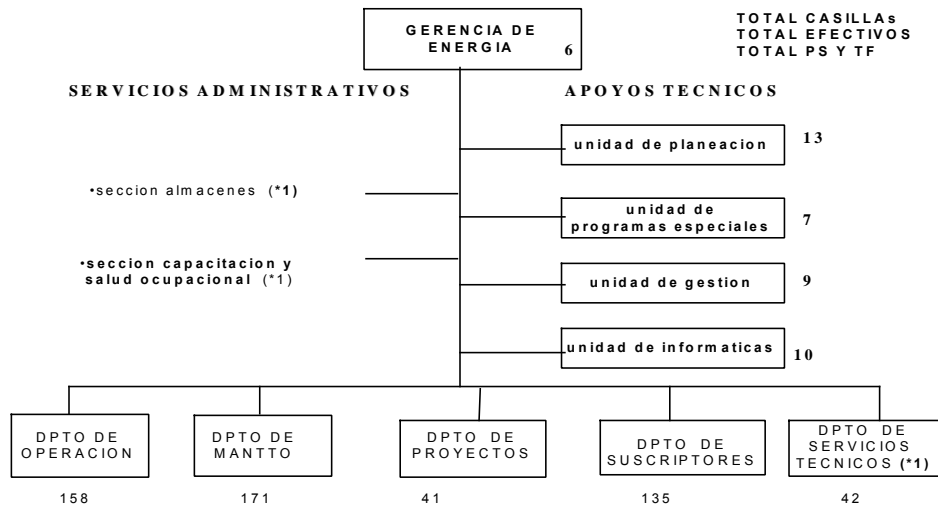 GERENCIA DE
ENERGIA 6
TOTAL CASILLAs
TOTAL EFECTIVOS
TOTAL PS Y TF
SERVICIOS ADMINISTRATIVOS
APOYOS TECNICOS
unidad de planeacion 13
•seccion almacenes (*1)
unidad de
programas especiales 7
•seccion capacitacion y
salud ocupacional (*1)
unidad de gestion 9
unidad de informaticas 10
DPTO DE
OPERACION
DPTO DE
MANTTO
DPTO DE
PROYECTOS
DPTO DE
SUSCRIPTORES
DPTO DE
SERVICIOS
TECNICOS (*1)
158
171
41
135
42